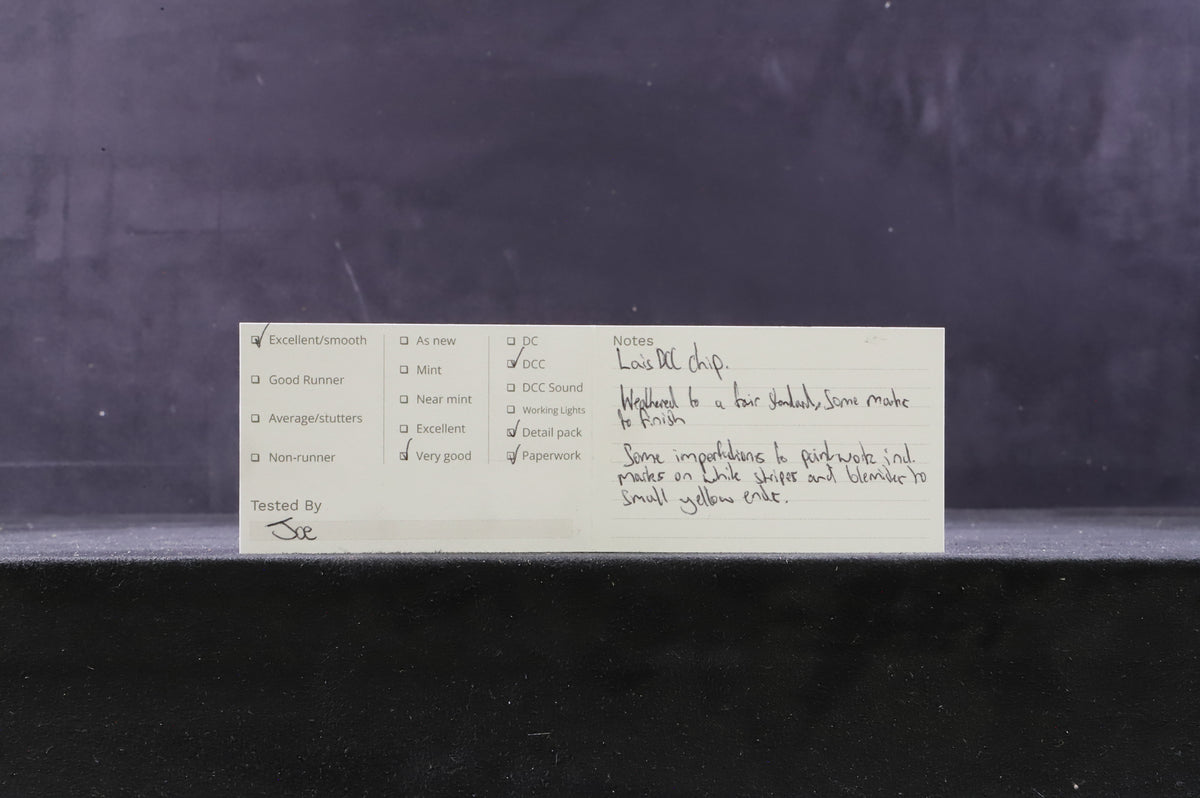 Excellent/smooth
Good Runner
Average/stutters
Non-runner
As new
Mint
Near mint
Excellent
Very good
DC
DCC
DCC Sound
Working Lights
Detail pack
Paperwork
Tested By
Joe
Notes
Lais DCC chip.
Weathered to a fair standard, some marks
to finish
Some imperfections to paintwork incl.
marks on white stripes and blemishes to
small yellow ends.